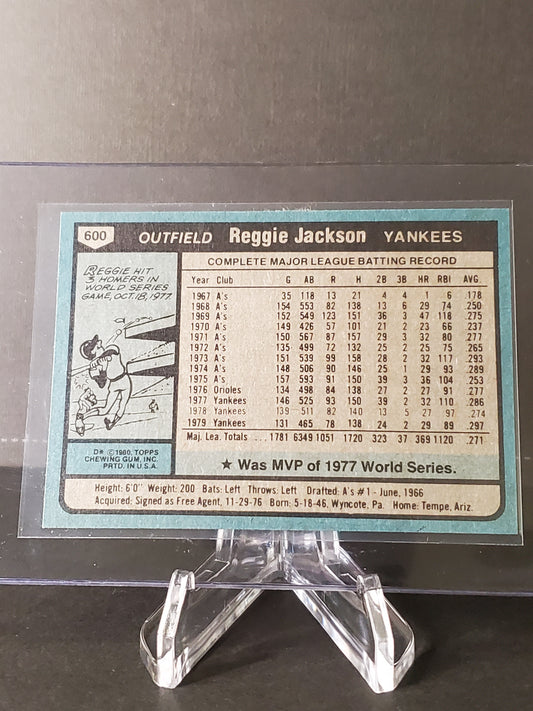 600 OUTFIELD Reggie Jackson YANKEES
REGGIE HIT
3 HOMERS IN
WORLD SERIES
GAME, OCT. 18, 1977.
D* © 1980, TOPPS
CHEWING GUM, INC.
PRTD. IN U.S.A.
COMPLETE MAJOR LEAGUE BATTING RECORD
Year Club G AB R H 2B 3B HR RBI AVG.
1967 A's 35 118 13 21 4 4 1 6 .178
1968 A's 154 553 82 138 13 6 29 74 .250
1969 A's 152 549 123 151 36 3 47 118 .275
1970 A's 149 426 57 101 21 2 23 66 .237
1971 A's 150 567 87 157 29 3 32 80 .277
1972 A's 135 499 72 132 25 2 25 75 .265
1973 A's 151 539 99 158 28 2 32 117 .293
1974 A's 148 506 90 146 25 1 29 93 .289
1975 A's 157 593 91 150 39 3 36 104 .253
1976 Orioles 134 498 84 138 27 2 27 91 .277
1977 Yankees 146 525 93 150 39 2 32 110 .286
1978 Yankees 139 511 82 140 13 5 27 97 .274
1979 Yankees 131 465 78 138 24 2 29 89 .297
Maj. Lea. Totals ... 1781 6349 1051 1720 323 37 369 1120 .271
★ Was MVP of 1977 World Series.
Height: 6'0" Weight: 200 Bats: Left Throws: Left Drafted: A's #1 - June, 1966
Acquired: Signed as Free Agent, 11-29-76 Born: 5-18-46, Wyncote, Pa. Home: Tempe, Ariz.